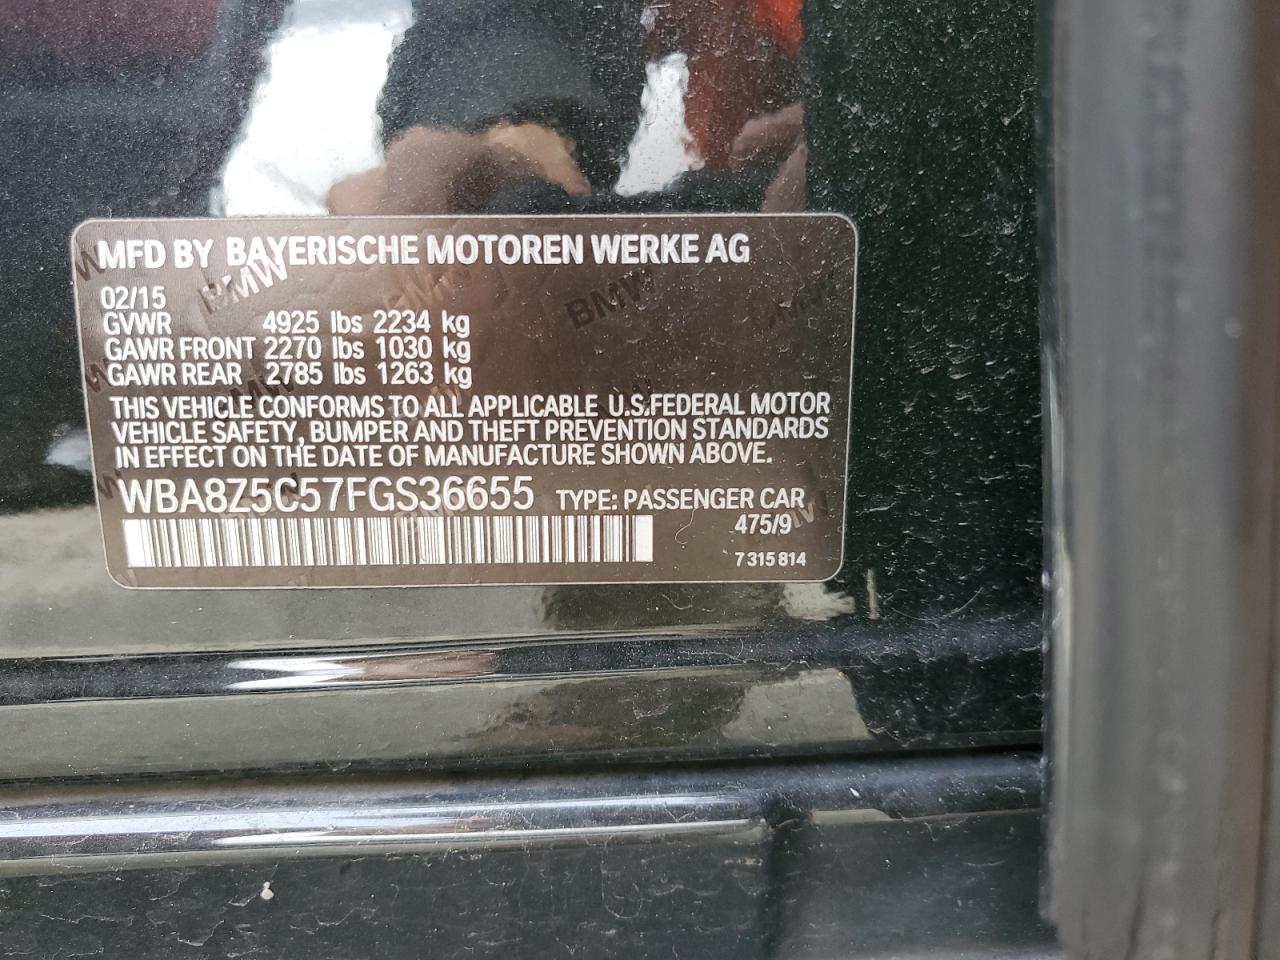 MFD BY BAYERISCHE MOTOREN WERKE AG
02/15
GVWR 4925 lbs 2234 kg
GAWR FRONT 2270 lbs 1030 kg
GAWR REAR 2785 lbs 1263 kg
THIS VEHICLE CONFORMS TO ALL APPLICABLE U.S.FEDERAL MOTOR
VEHICLE SAFETY, BUMPER AND THEFT PREVENTION STANDARDS
IN EFFECT ON THE DATE OF MANUFACTURE SHOWN ABOVE.
WBA8Z5C57FGS36655 TYPE: PASSENGER CAR
475/9
7 315 814